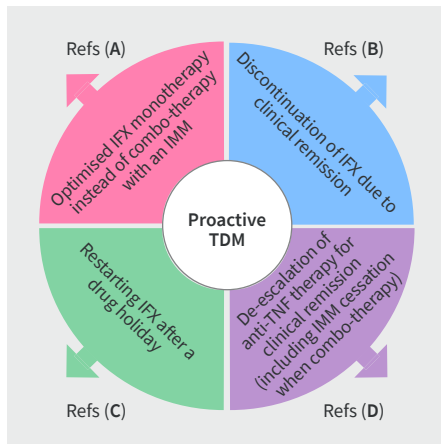 Refs (A)
Refs (B)
Optimised IFX monotherapy
instead of combo-therapy
with an IMM
Discontinuation of IFX due to
clinical remission
Proactive
TDM
Restarting IFX after a
drug holiday
De-escalation of
anti-TNF therapy for
clinical remission
(including IMM cessation
when combo-therapy)
Refs (C)
Refs (D)